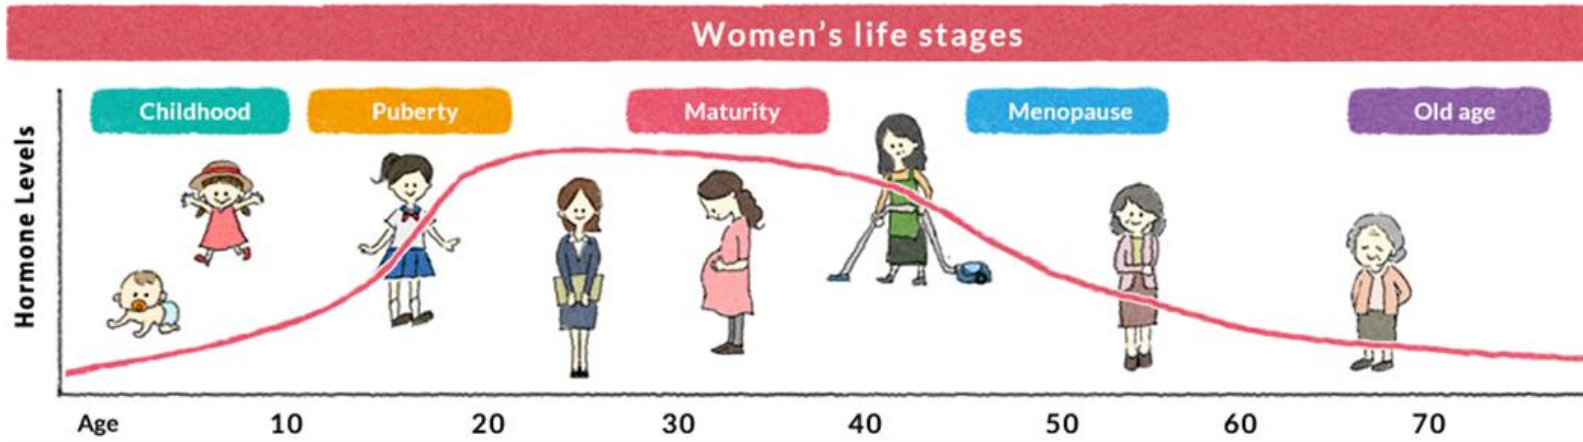 Women's life stages
Childhood Puberty Maturity Menopause Old age
Hormone Levels
Age 10 20 30 40 50 60 70